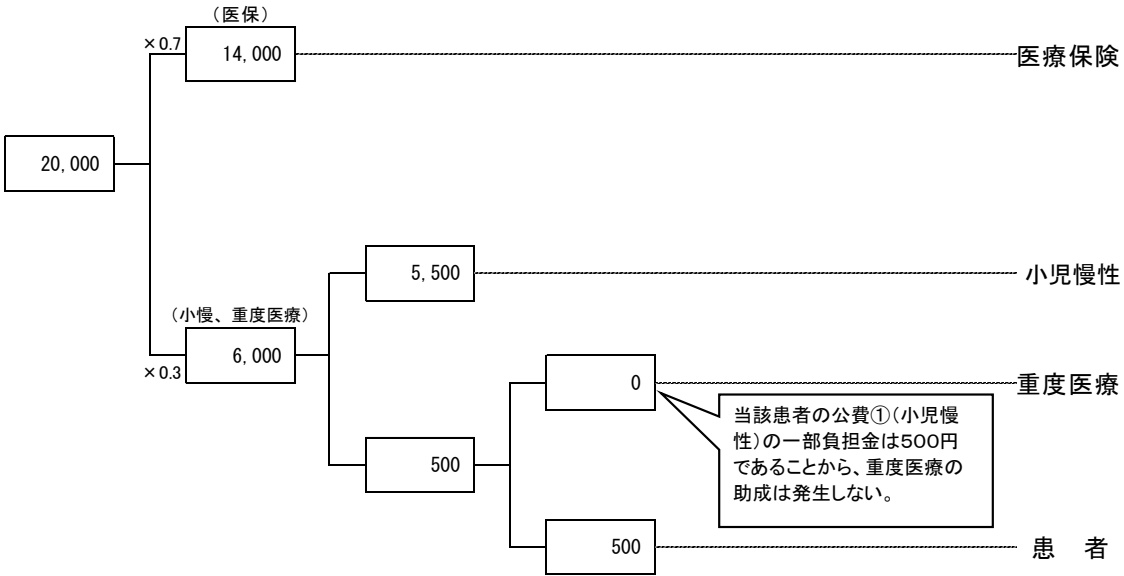 (医保)
×0.7
14,000
医療保険
20,000
5,500
小児慢性
(小慢、重度医療)
6,000
×0.3
0
重度医療
当該患者の公費①(小児慢
性)の一部負担金は500円
であることから、重度医療の
助成は発生しない。
500
500
患 者